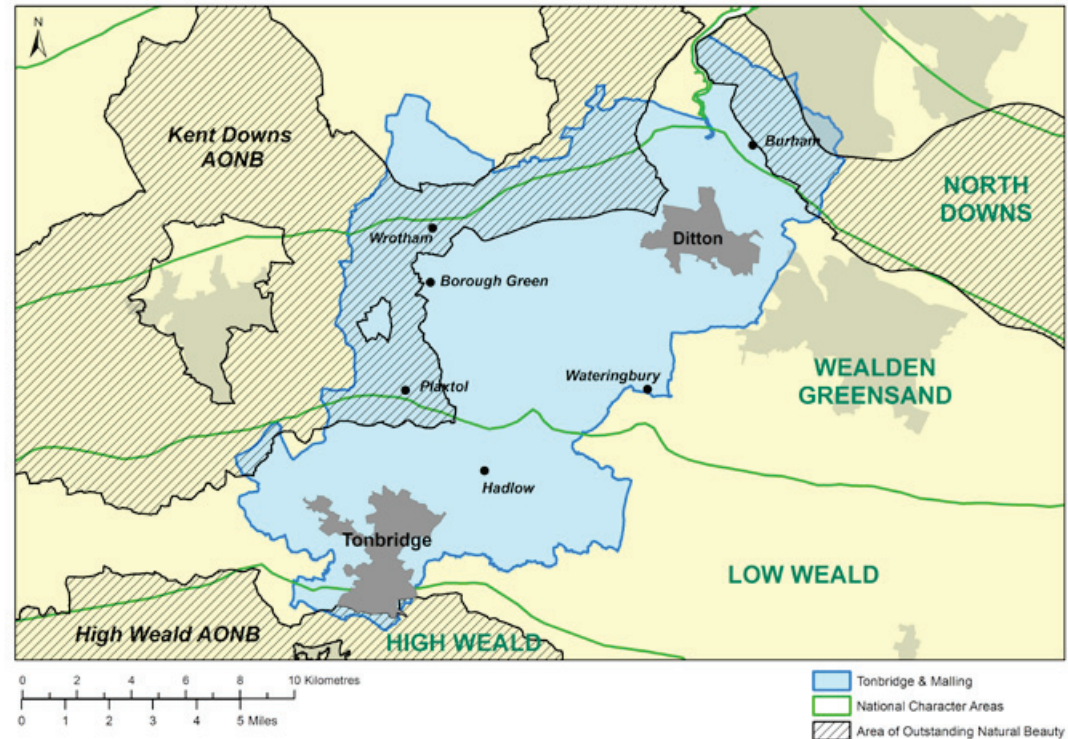 N
Kent Downs
AONB
Burham
NORTH
DOWNS
Wrotham
Ditton
Borough Green
WEALDEN
GREENSAND
Wateringbury
Plaxtol
Hadlow
Tonbridge
LOW WEALD
High Weald AONB
HIGH WEALD
0 2 4 6 8 10 Kilometres
0 1 2 3 4 5 Miles
Tonbridge & Malling
National Character Areas
Area of Outstanding Natural Beauty